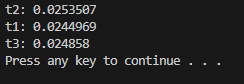 t2: 0.0253507
t1: 0.0244969
t3: 0.024858
Press any key to continue . . .